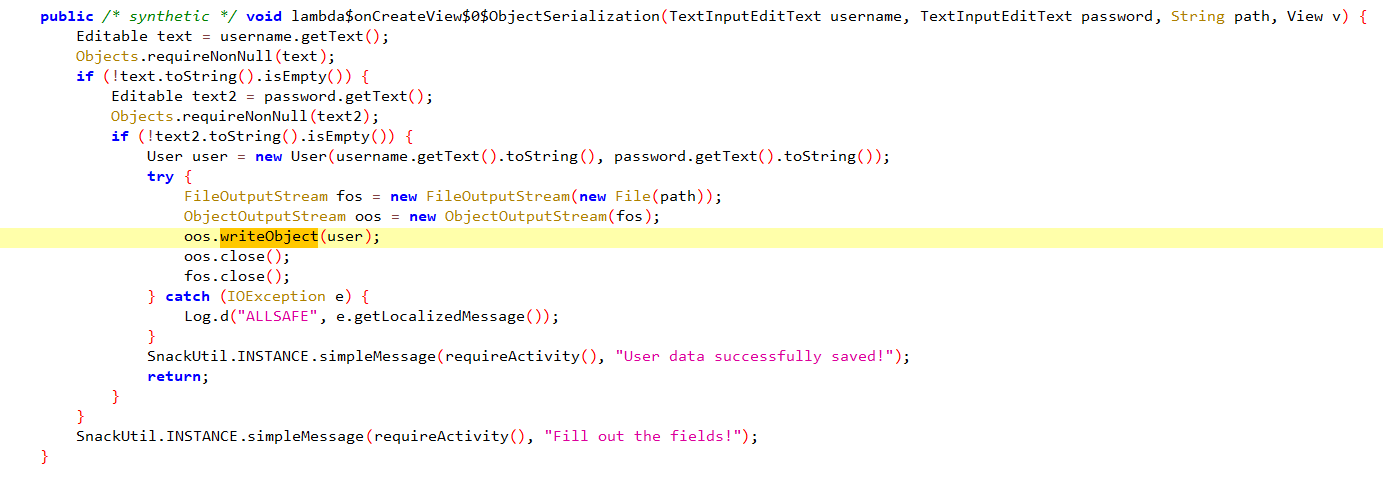 public /* synthetic */ void lambda$onCreateView$0$ObjectSerialization(TextInputEditText username, TextInputEditText password, String path, View v) {
    Editable text = username.getText();
    Objects.requireNonNull(text);
    if (!text.toString().isEmpty()) {
        Editable text2 = password.getText();
        Objects.requireNonNull(text2);
        if (!text2.toString().isEmpty()) {
            User user = new User(username.getText().toString(), password.getText().toString());
            try {
                FileOutputStream fos = new FileOutputStream(new File(path));
                ObjectOutputStream oos = new ObjectOutputStream(fos);
                oos.writeObject(user);
                oos.close();
                fos.close();
            } catch (IOException e) {
                Log.d("ALLSAFE", e.getLocalizedMessage());
            }
            SnackUtil.INSTANCE.simpleMessage(requireActivity(), "User data successfully saved!");
            return;
        }
    }
    SnackUtil.INSTANCE.simpleMessage(requireActivity(), "Fill out the fields!");
}